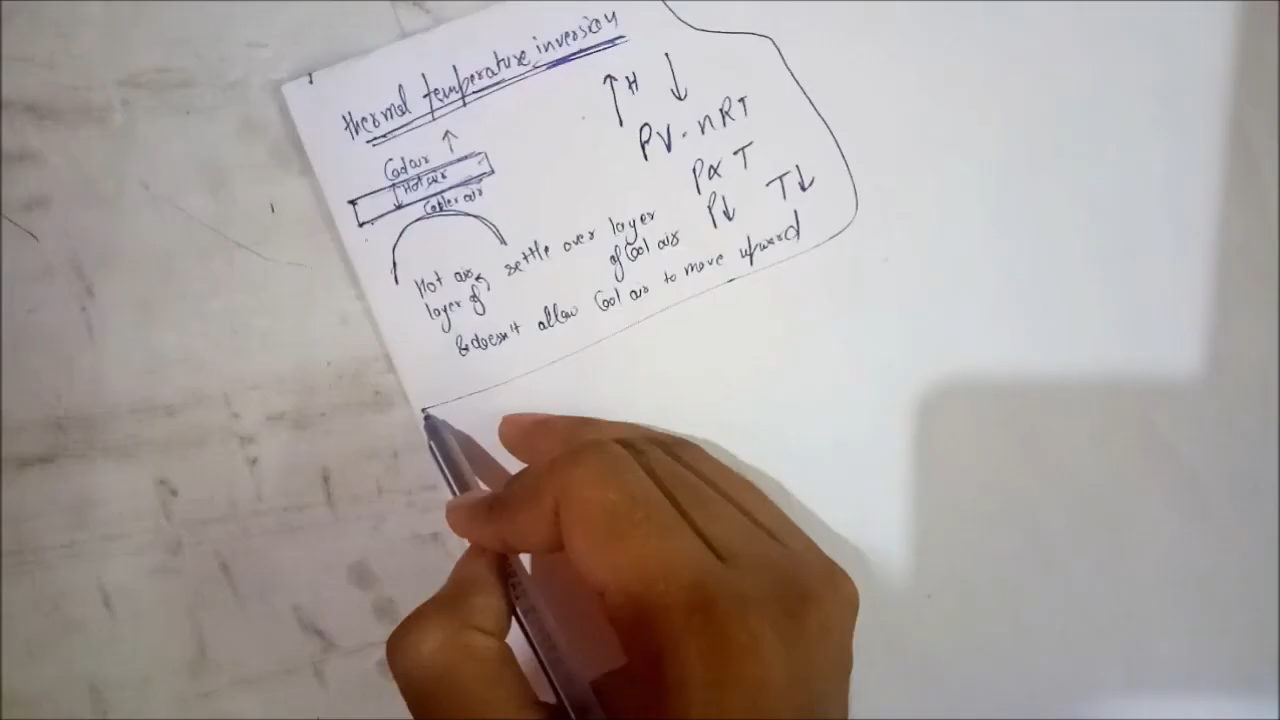 thermal temperature inversion
Cool air
Hot air
Cooler air
H
PV = nRT
P∝ T
P↓ T↓
Hot air settle over layer
layer of of Cool air
& doesn't allow Cool air to move upward